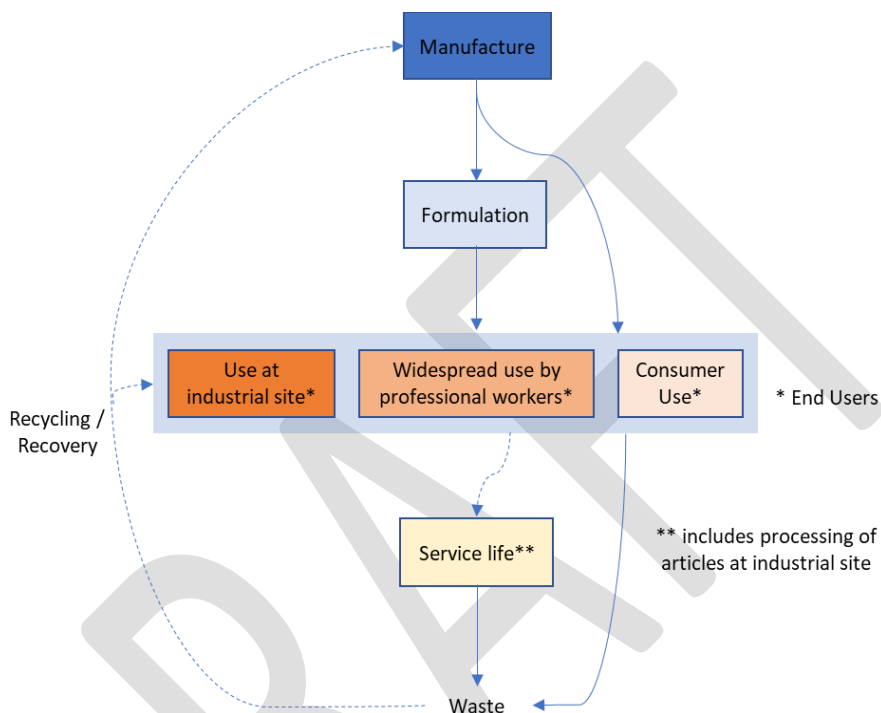 Manufacture
Formulation
Use at
industrial site*
Widespread use by
professional workers*
Consumer
Use*
* End Users
Recycling /
Recovery
Service life**
** includes processing of
articles at industrial site
Waste
DRAFT